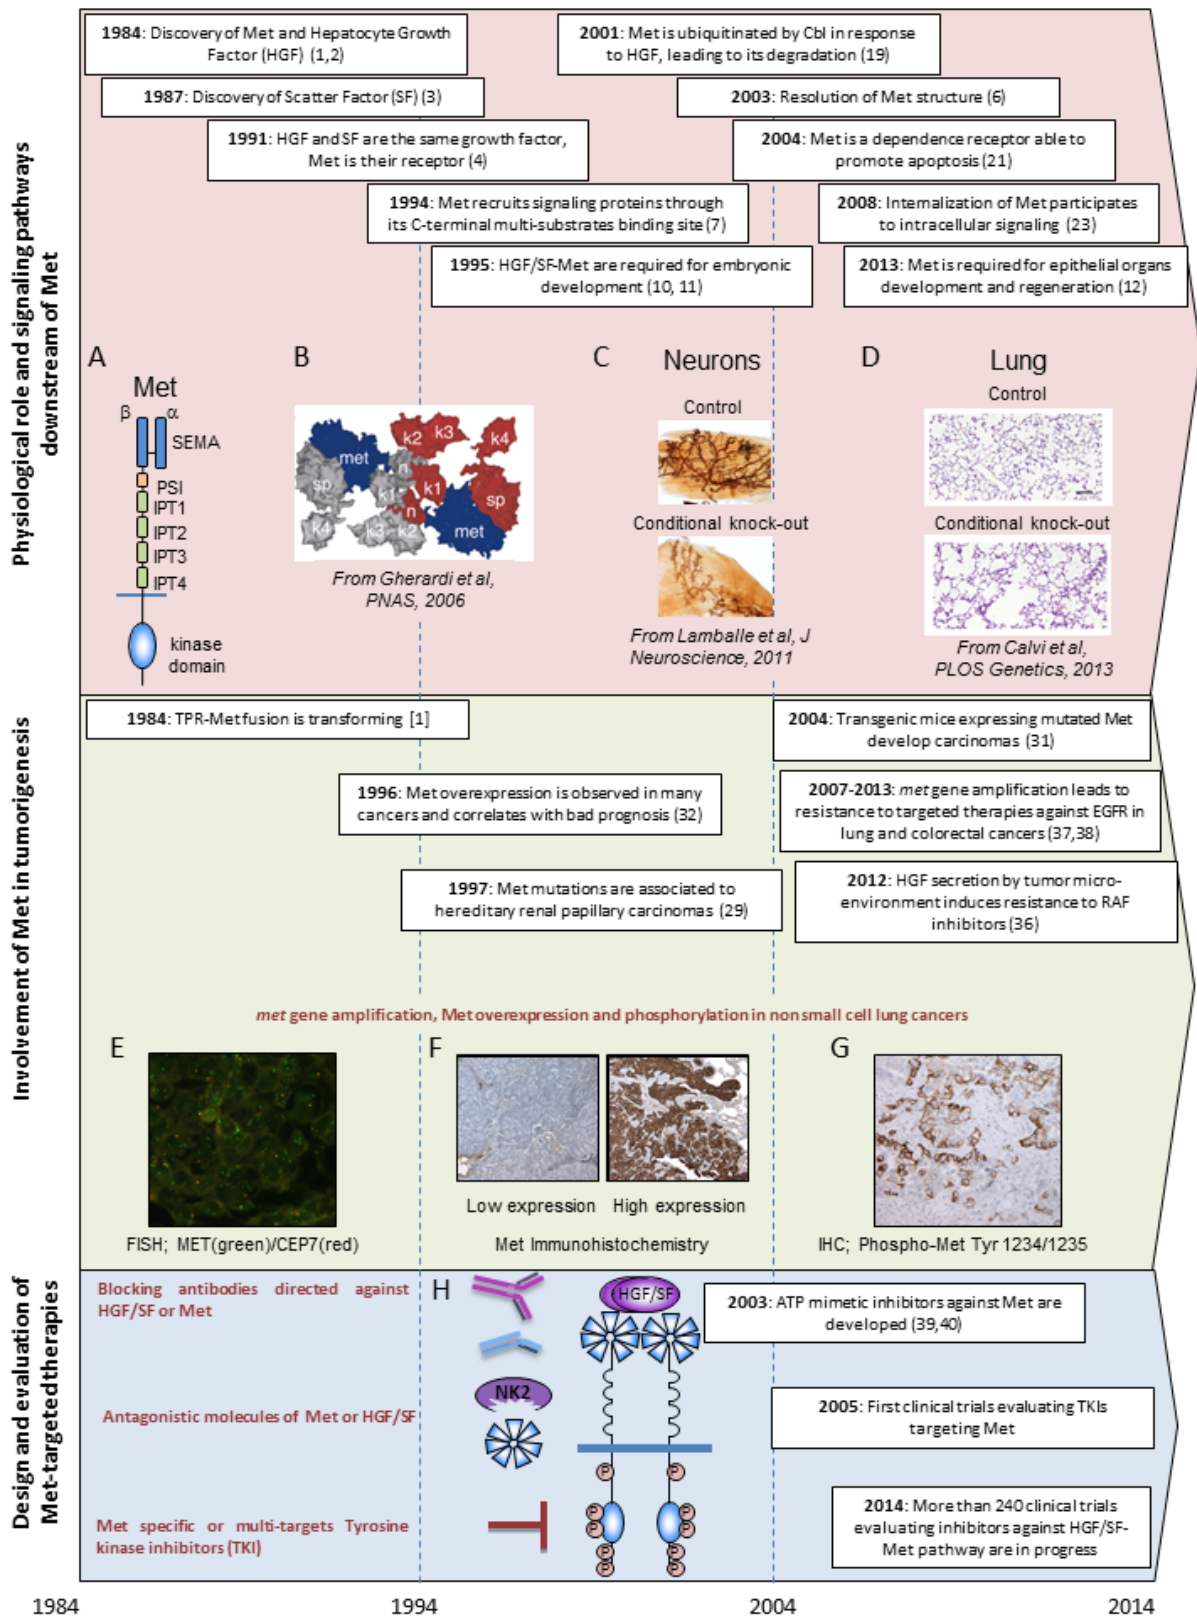 Physiological role and signaling pathways
downstream of Met
1984: Discovery of Met and Hepatocyte Growth
Factor (HGF) (1,2)
1987: Discovery of Scatter Factor (SF) (3)
1991: HGF and SF are the same growth factor,
Met is their receptor (4)
1994: Met recruits signaling proteins through
its C-terminal multi-substrates binding site (7)
1995: HGF/SF-Met are required for embryonic
development (10, 11)
2001: Met is ubiquitinated by Cbl in response
to HGF, leading to its degradation (19)
2003: Resolution of Met structure (6)
2004: Met is a dependence receptor able to
promote apoptosis (21)
2008: Internalization of Met participates
to intracellular signaling (23)
2013: Met is required for epithelial organs
development and regeneration (12)
A
Met
β α
SEMA
PSI
IPT1
IPT2
IPT3
IPT4
kinase
domain
B
k2 k3 k4
met n
sp k1 k1 sp
n
k4 k3 k2 met
From Gherardi et al,
PNAS, 2006
C
Neurons
Control
Conditional knock-out
From Lamballe et al, J
Neuroscience, 2011
D
Lung
Control
Conditional knock-out
From Calvi et al,
PLOS Genetics, 2013
Involvement of Met in tumorigenesis
1984: TPR-Met fusion is transforming [1]
1996: Met overexpression is observed in many
cancers and correlates with bad prognosis (32)
1997: Met mutations are associated to
hereditary renal papillary carcinomas (29)
2004: Transgenic mice expressing mutated Met
develop carcinomas (31)
2007-2013: met gene amplification leads to
resistance to targeted therapies against EGFR in
lung and colorectal cancers (37,38)
2012: HGF secretion by tumor micro-
environment induces resistance to RAF
inhibitors (36)
met gene amplification, Met overexpression and phosphorylation in non small cell lung cancers
E
FISH; MET(green)/CEP7(red)
F
Low expression High expression
Met Immunohistochemistry
G
IHC; Phospho-Met Tyr 1234/1235
Design and evaluation of
Met-targeted therapies
Blocking antibodies directed against
HGF/SF or Met
Antagonistic molecules of Met or HGF/SF
Met specific or multi-targets Tyrosine
kinase inhibitors (TKI)
H
NK2
HGF/SF
P P
P P
P P
P P
P P
2003: ATP mimetic inhibitors against Met are
developed (39,40)
2005: First clinical trials evaluating TKIs
targeting Met
2014: More than 240 clinical trials
evaluating inhibitors against HGF/SF-
Met pathway are in progress
1984 1994 2004 2014